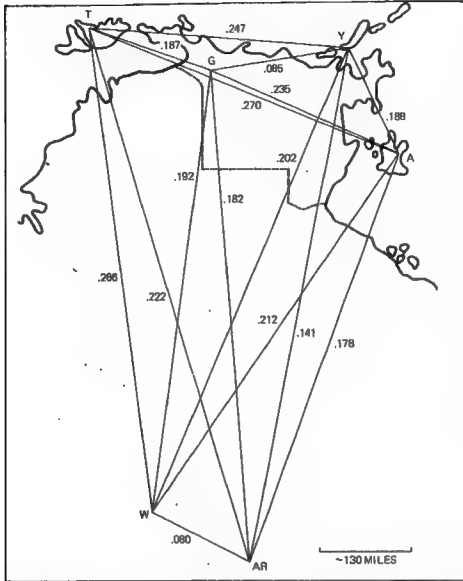 T
.247
Y
.187
G
.085
.235
.270
.188
A
.202
.192
.182
.266
.222
.212
.141
.178
W
.080
AR
~130 MILES